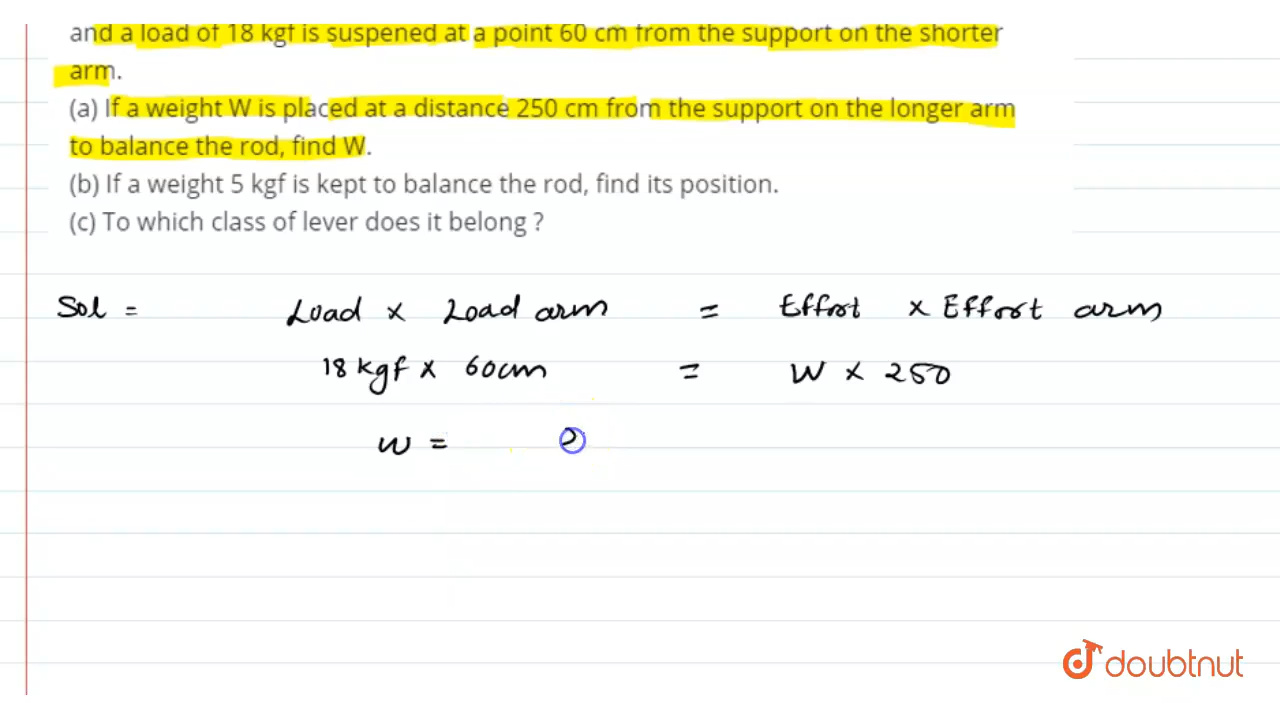 and a load of 18 kgf is suspened at a point 60 cm from the support on the shorter
arm.
(a) If a weight W is placed at a distance 250 cm from the support on the longer arm
to balance the rod, find W.
(b) If a weight 5 kgf is kept to balance the rod, find its position.
(c) To which class of lever does it belong ?
Sol = Load × Load arm = Effort × Effort arm
18 kgf × 60cm = W × 250
W = 2
doubtnut